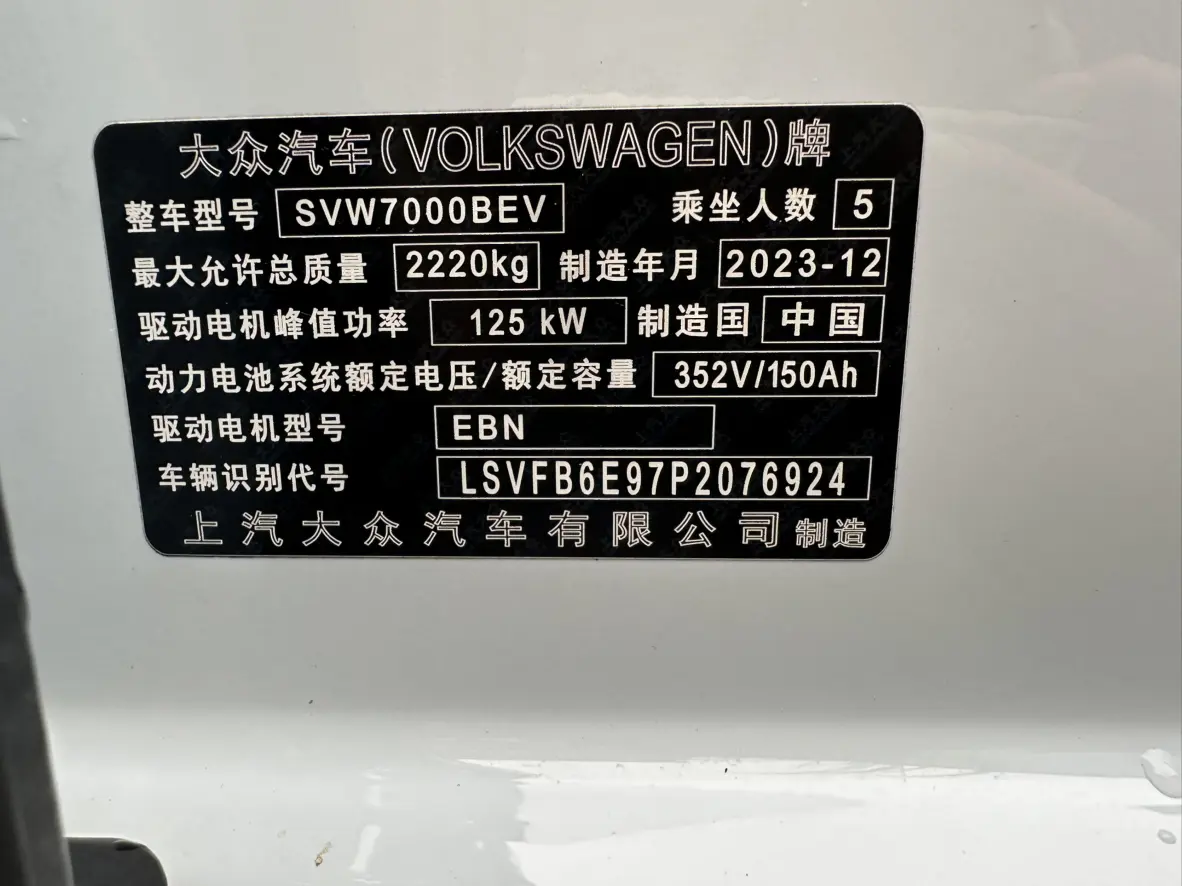 大众汽车(VOLKSWAGEN)牌
整车型号 SVW7000BEV 乘坐人数 5
最大允许总质量 2220kg 制造年月 2023-12
驱动电机峰值功率 125 kW 制造国 中国
动力电池系统额定电压/额定容量 352V/150Ah
驱动电机型号 EBN
车辆识别代号 LSVFB6E97P2076924
上汽大众汽车有限公司 制造